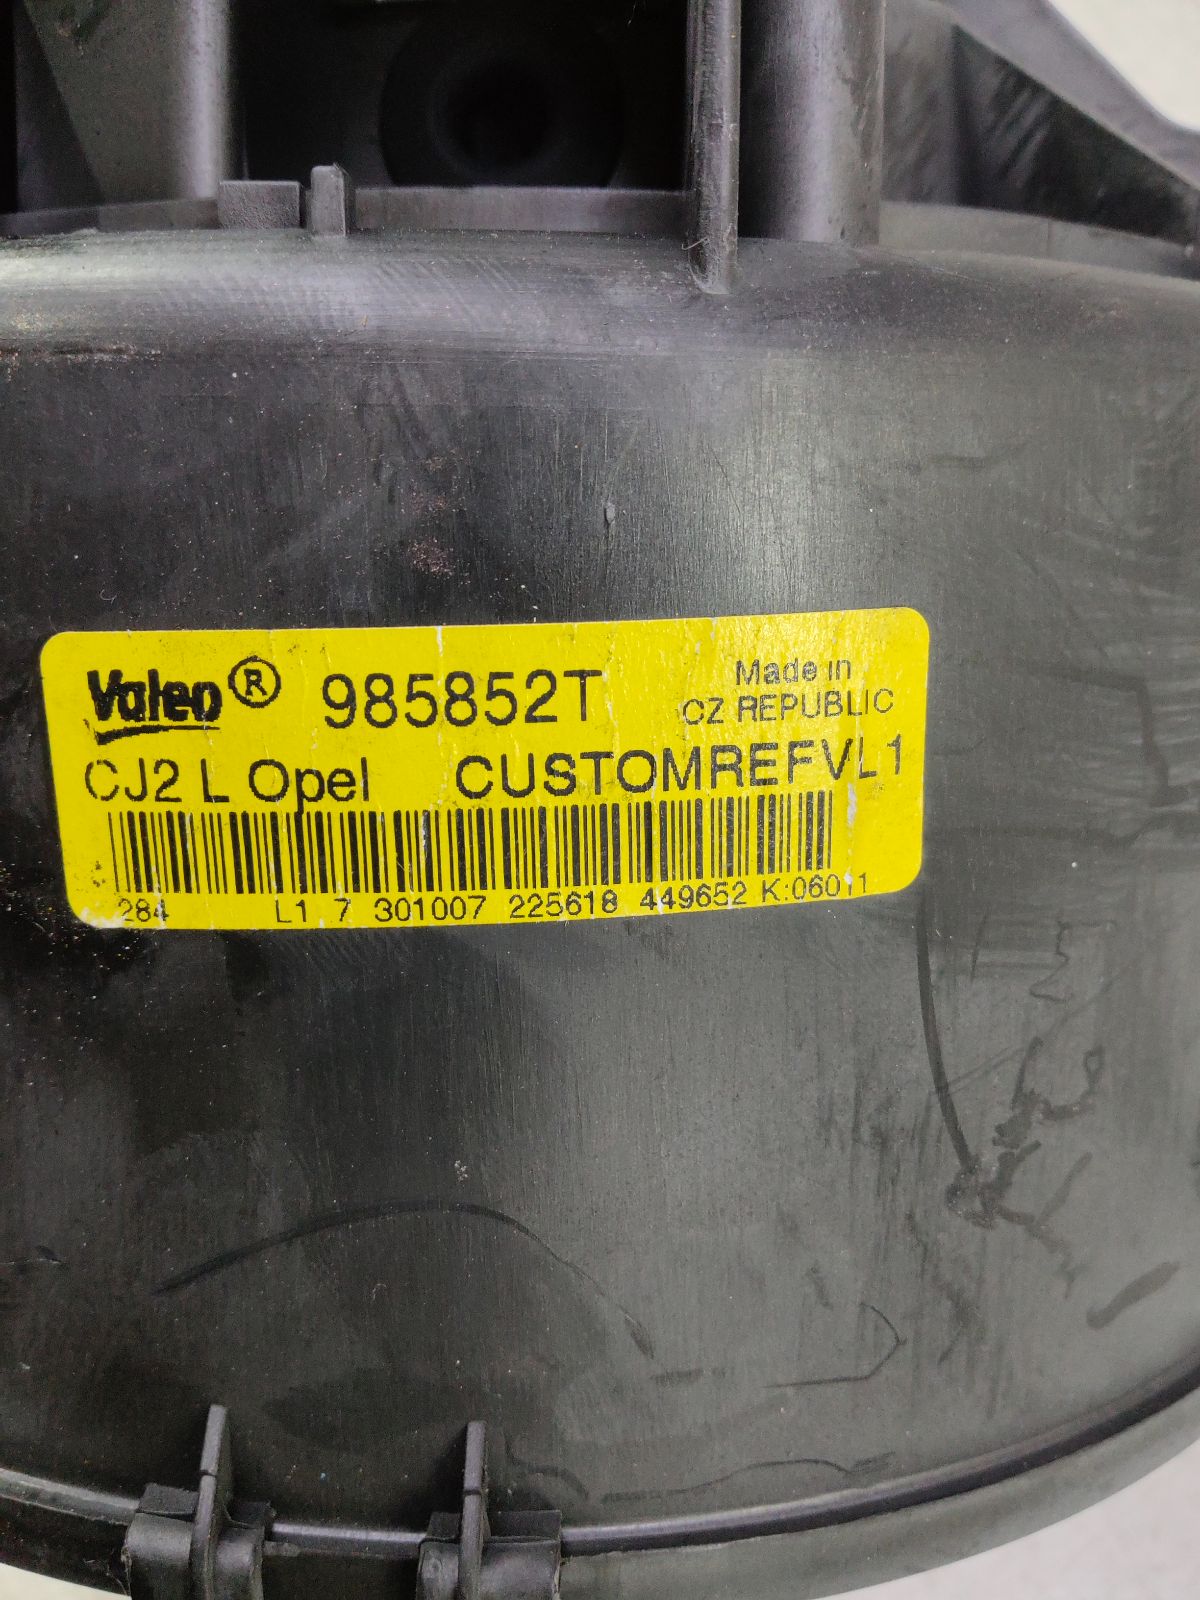 Valeo® 985852T Made in
CZ REPUBLIC
CJ2 L Opel CUSTOMREFVL1
284 L1 7 301007 225618 449652 K:06011